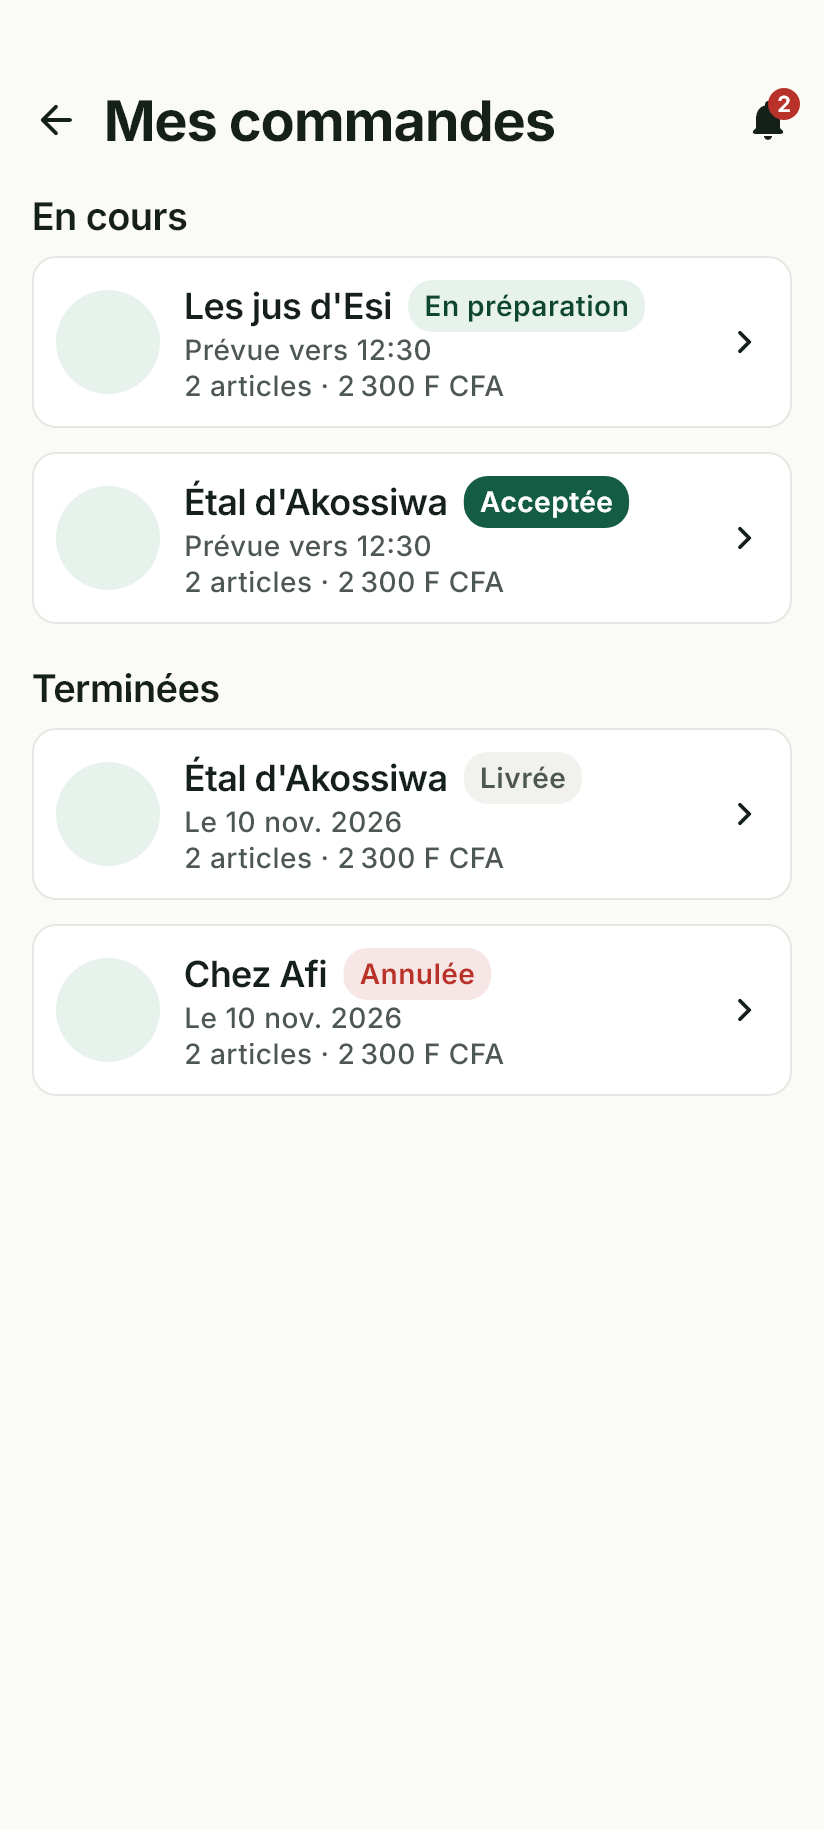 Mes commandes
2
En cours
Les jus d'Esi
En préparation
Prévue vers 12:30
2 articles · 2 300 F CFA
Étal d'Akossiwa
Acceptée
Prévue vers 12:30
2 articles · 2 300 F CFA
Terminées
Étal d'Akossiwa
Livrée
Le 10 nov. 2026
2 articles · 2 300 F CFA
Chez Afi
Annulée
Le 10 nov. 2026
2 articles · 2 300 F CFA